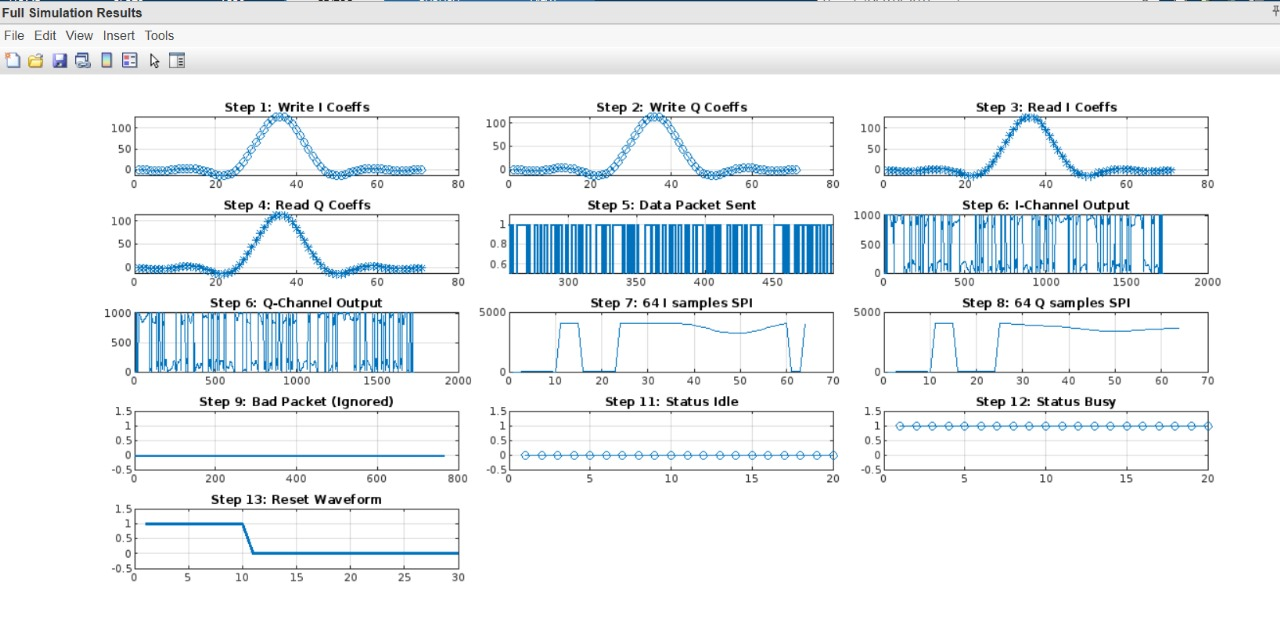 Full Simulation Results
File Edit View Insert Tools
Step 1: Write I Coeffs
100
50
0
0 20 40 60 80
Step 2: Write Q Coeffs
100
50
0
0 20 40 60 80
Step 3: Read I Coeffs
100
50
0
0 20 40 60 80
Step 4: Read Q Coeffs
100
50
0
0 20 40 60 80
Step 5: Data Packet Sent
1
0.8
0.6
300 350 400 450
Step 6: I-Channel Output
1000
500
0
0 500 1000 1500 2000
Step 6: Q-Channel Output
1000
500
0
0 500 1000 1500 2000
Step 7: 64 I samples SPI
5000
0
0 10 20 30 40 50 60 70
Step 8: 64 Q samples SPI
5000
0
0 10 20 30 40 50 60 70
Step 9: Bad Packet (Ignored)
1.5
1
0.5
0
-0.5
0 200 400 600 800
Step 11: Status Idle
1.5
1
0.5
0
-0.5
0 5 10 15 20
Step 12: Status Busy
1.5
1
0.5
0
-0.5
0 5 10 15 20
Step 13: Reset Waveform
1.5
1
0.5
0
-0.5
0 5 10 15 20 25 30